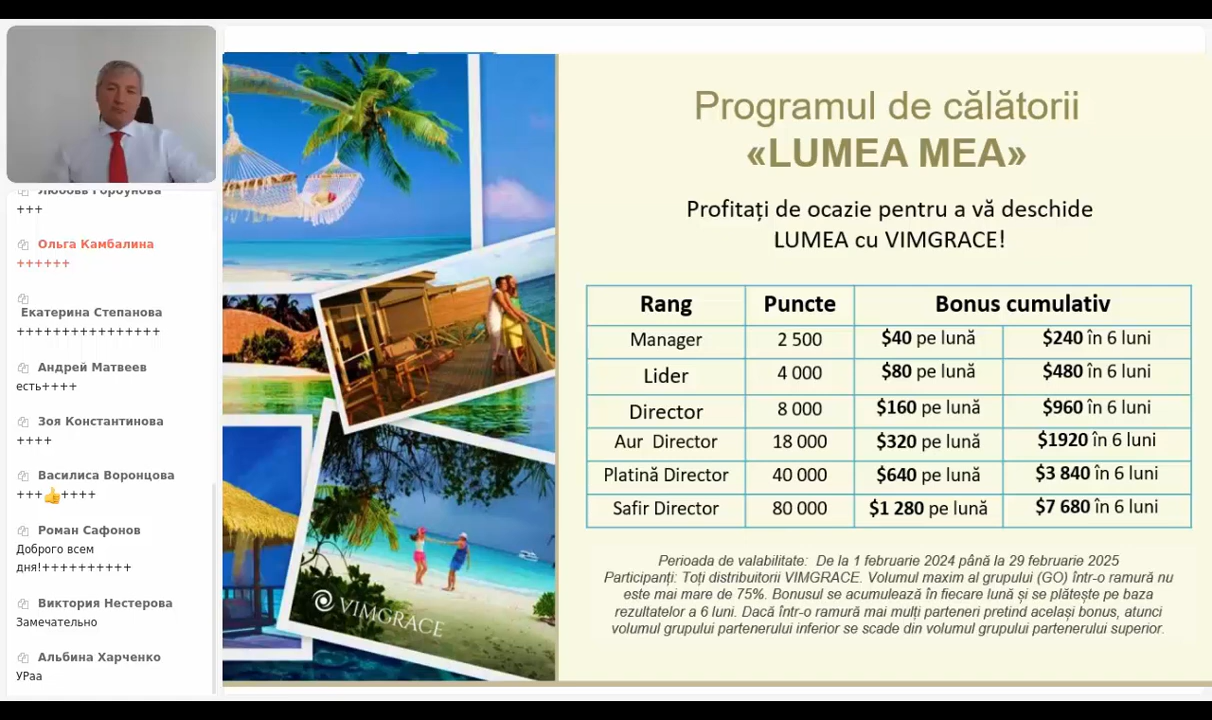 Любовь Горбунова
+++
Ольга Камбалина
++++++
Екатерина Степанова
++++++++++++++++
Андрей Матвеев
есть++++
Зоя Константинова
++++
Василиса Воронцова
+++👍++++
Роман Сафонов
Доброго всем
дня!++++++++++
Виктория Нестерова
Замечательно
Альбина Харченко
УРаа
VIMGRACE
Programul de călătorii
«LUMEA MEA»
Profitați de ocazie pentru a vă deschide
LUMEA cu VIMGRACE!
Rang Puncte Bonus cumulativ
Manager 2 500 $40 pe lună $240 în 6 luni
Lider 4 000 $80 pe lună $480 în 6 luni
Director 8 000 $160 pe lună $960 în 6 luni
Aur Director 18 000 $320 pe lună $1920 în 6 luni
Platină Director 40 000 $640 pe lună $3 840 în 6 luni
Safir Director 80 000 $1 280 pe lună $7 680 în 6 luni
Perioada de valabilitate: De la 1 februarie 2024 până la 29 februarie 2025
Participanți: Toți distribuitorii VIMGRACE. Volumul maxim al grupului (GO) într-o ramură nu
este mai mare de 75%. Bonusul se acumulează în fiecare lună și se plătește pe baza
rezultatelor a 6 luni. Dacă într-o ramură mai mulți parteneri pretind același bonus, atunci
volumul grupului partenerului inferior se scade din volumul grupului partenerului superior.